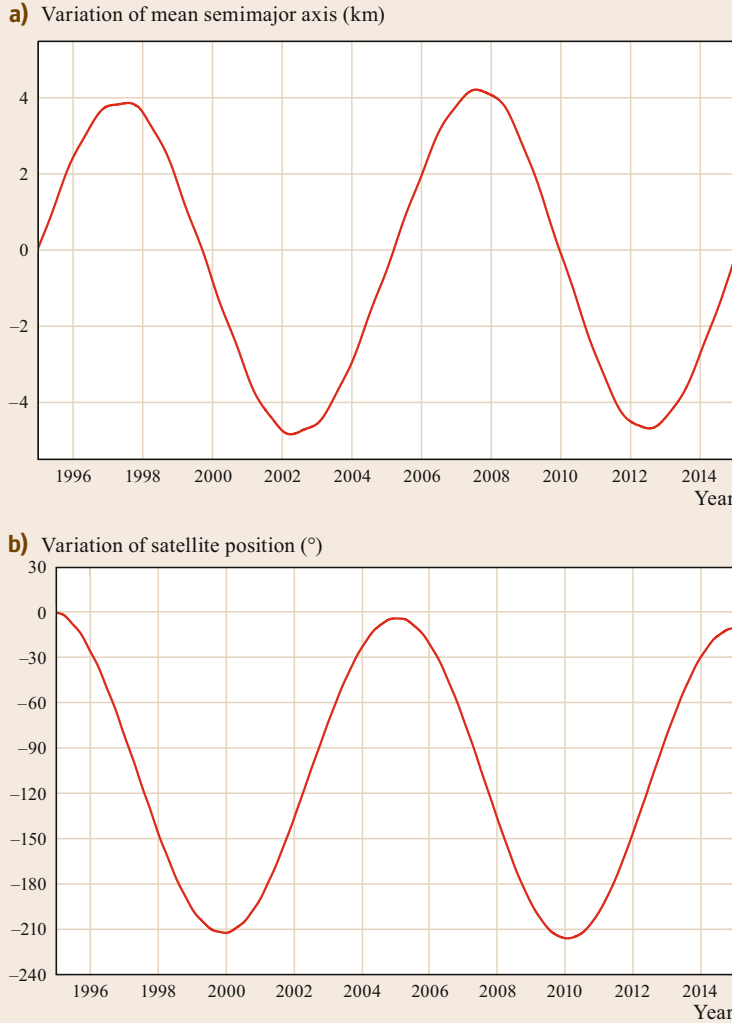 a) Variation of mean semimajor axis (km)
4
2
0
−2
−4
1996 1998 2000 2002 2004 2006 2008 2010 2012 2014
Year
b) Variation of satellite position (°)
30
0
−30
−60
−90
−120
−150
−180
−210
−240
1996 1998 2000 2002 2004 2006 2008 2010 2012 2014
Year